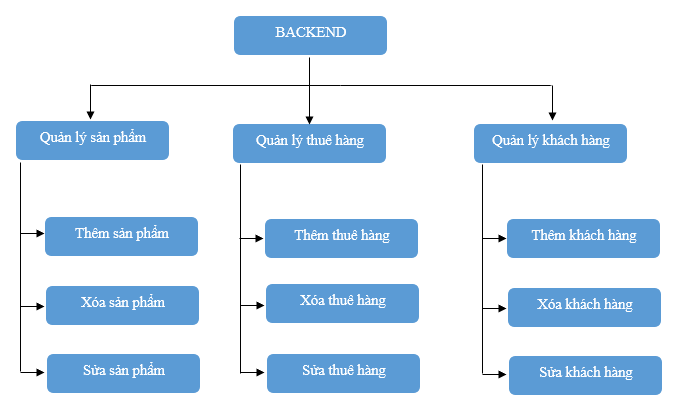 BACKEND
Quản lý sản phẩm
Quản lý thuê hàng
Quản lý khách hàng
Thêm sản phẩm
Thêm thuê hàng
Thêm khách hàng
Xóa sản phẩm
Xóa thuê hàng
Xóa khách hàng
Sửa sản phẩm
Sửa thuê hàng
Sửa khách hàng